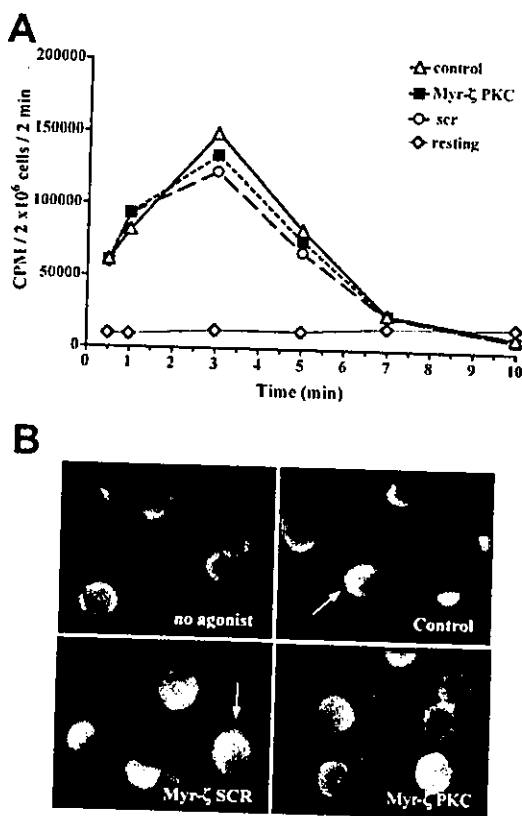 A
200000
150000
100000
50000
0
CPM / 2 x10⁶ cells / 2 min
control
Myr-ζ PKC
scr
resting
0 1 2 3 4 5 6 7 8 9 10
Time (min)
B
no agonist
Control
Myr-ζ SCR
Myr-ζ PKC